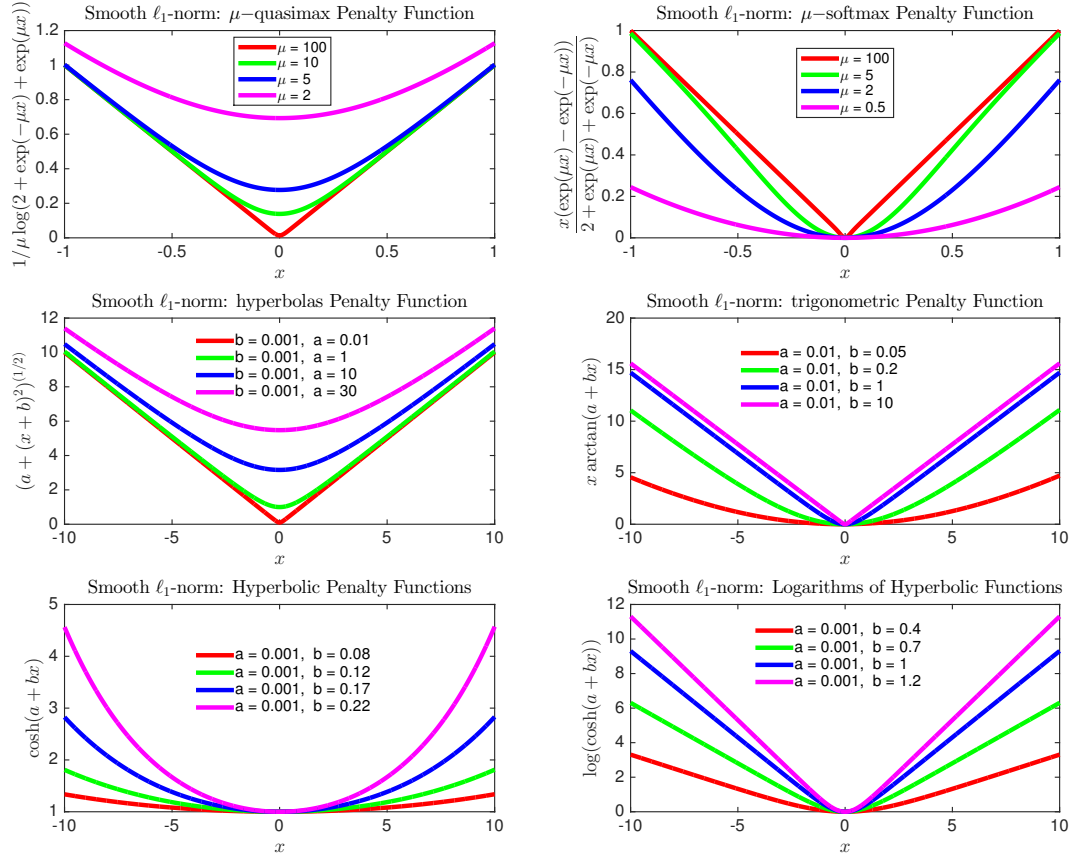 Smooth ℓ₁-norm: μ−quasimax Penalty Function
1/μ log(2 + exp(−μx) + exp(μx))
1.2
1
0.8
0.6
0.4
0.2
0
-1
-0.5
0
0.5
1
x
μ = 100
μ = 10
μ = 5
μ = 2
Smooth ℓ₁-norm: μ−softmax Penalty Function
x(exp(μx) − exp(−μx))
2 + exp(μx) + exp(−μx)
1
0.8
0.6
0.4
0.2
0
-1
-0.5
0
0.5
1
x
μ = 100
μ = 5
μ = 2
μ = 0.5
Smooth ℓ₁-norm: hyperbolas Penalty Function
(a + (x + b)²)^(1/2)
12
10
8
6
4
2
0
-10
-5
0
5
10
x
b = 0.001, a = 0.01
b = 0.001, a = 1
b = 0.001, a = 10
b = 0.001, a = 30
Smooth ℓ₁-norm: trigonometric Penalty Function
x arctan(a + bx)
20
15
10
5
0
-10
-5
0
5
10
x
a = 0.01, b = 0.05
a = 0.01, b = 0.2
a = 0.01, b = 1
a = 0.01, b = 10
Smooth ℓ₁-norm: Hyperbolic Penalty Functions
cosh(a + bx)
5
4
3
2
1
-10
-5
0
5
10
x
a = 0.001, b = 0.08
a = 0.001, b = 0.12
a = 0.001, b = 0.17
a = 0.001, b = 0.22
Smooth ℓ₁-norm: Logarithms of Hyperbolic Functions
log(cosh(a + bx))
12
10
8
6
4
2
0
-10
-5
0
5
10
x
a = 0.001, b = 0.4
a = 0.001, b = 0.7
a = 0.001, b = 1
a = 0.001, b = 1.2